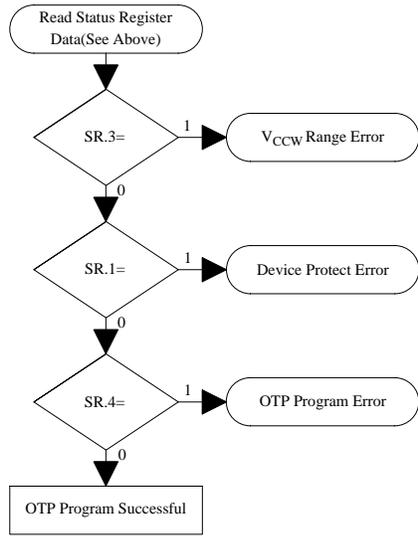 Read Status Register
Data(See Above)
SR.3=
1
VCCW Range Error
0
SR.1=
1
Device Protect Error
0
SR.4=
1
OTP Program Error
0
OTP Program Successful